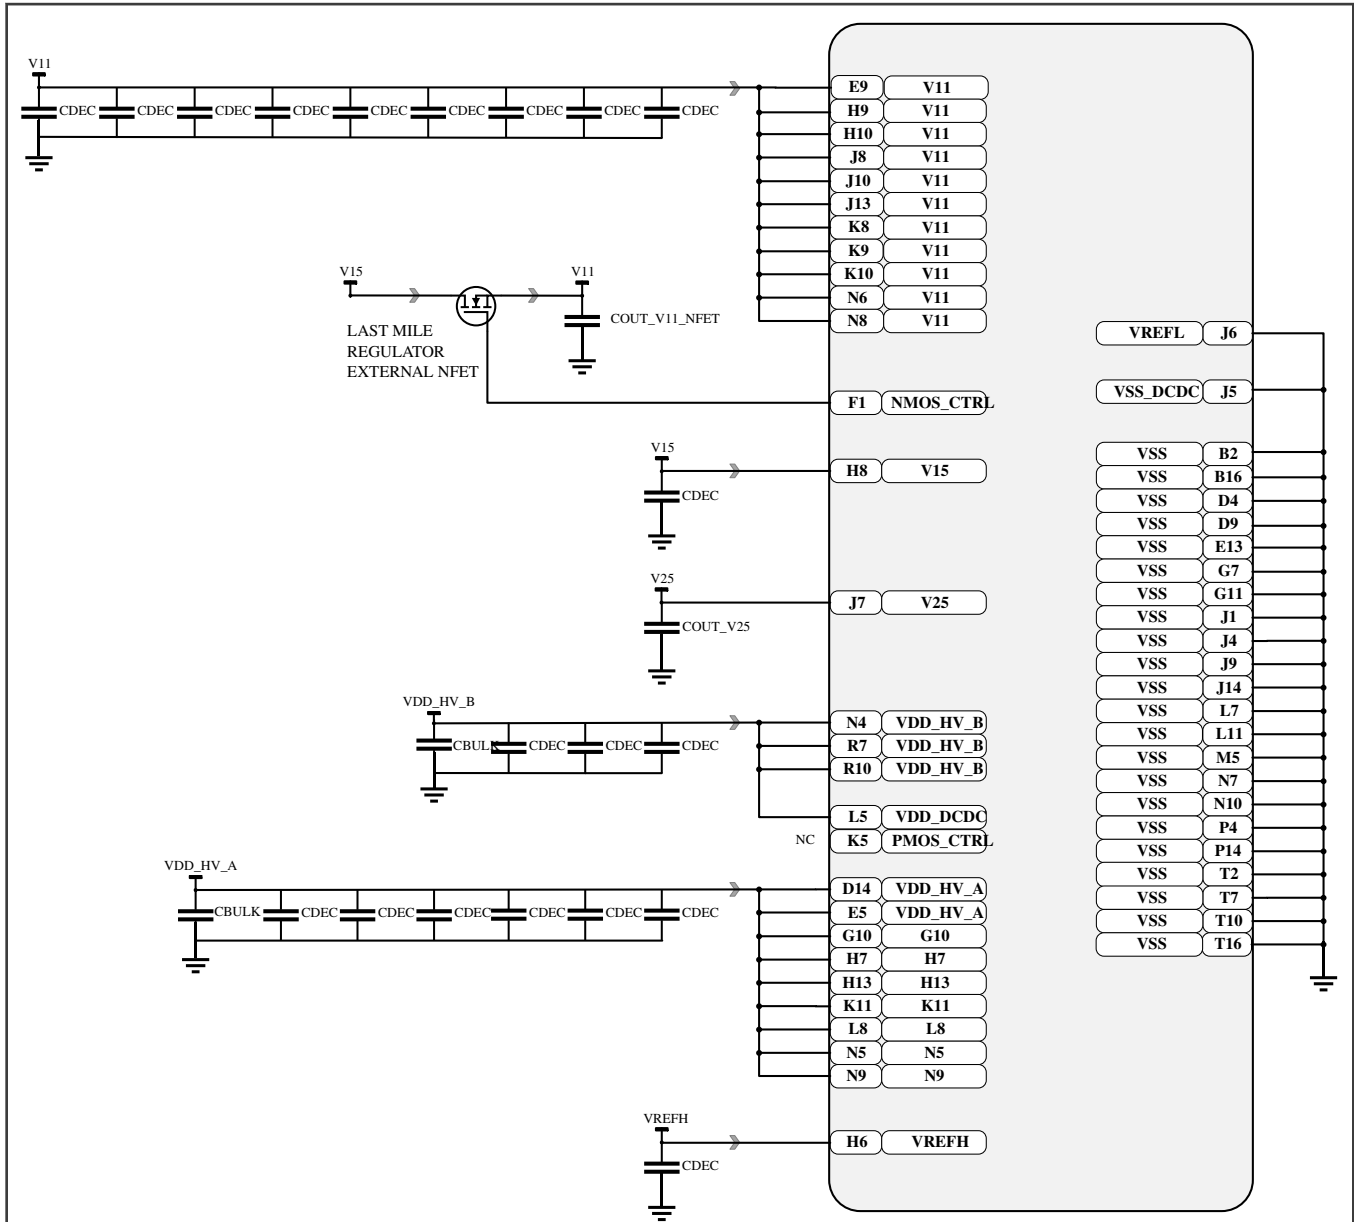 V11
CDEC CDEC CDEC CDEC CDEC CDEC CDEC CDEC CDEC
E9 V11
H9 V11
H10 V11
J8 V11
J10 V11
J13 V11
K8 V11
K9 V11
K10 V11
N6 V11
N8 V11
V15
V11
COUT_V11_NFET
LAST MILE
REGULATOR
EXTERNAL NFET
F1 NMOS_CTRL
V15
CDEC
H8 V15
V25
COUT_V25
J7 V25
VDD_HV_B
CBULK CDEC CDEC CDEC
N4 VDD_HV_B
R7 VDD_HV_B
R10 VDD_HV_B
L5 VDD_DCDC
NC K5 PMOS_CTRL
VDD_HV_A
CBULK CDEC CDEC CDEC CDEC CDEC CDEC
D14 VDD_HV_A
E5 VDD_HV_A
G10 G10
H7 H7
H13 H13
K11 K11
L8 L8
N5 N5
N9 N9
VREFH
CDEC
H6 VREFH
VREFL J6
VSS_DCDC J5
VSS B2
VSS B16
VSS D4
VSS D9
VSS E13
VSS G7
VSS G11
VSS J1
VSS J4
VSS J9
VSS J14
VSS L7
VSS L11
VSS M5
VSS N7
VSS N10
VSS P4
VSS P14
VSS T2
VSS T7
VSS T10
VSS T16